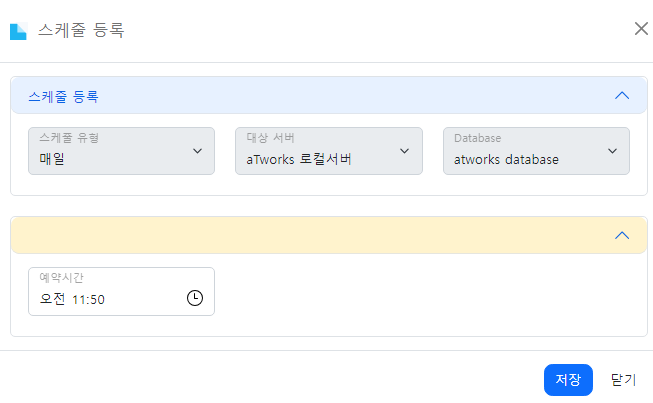 스케줄 등록
스케줄 등록
스케쭐 유형
매일
대상 서버
aTworks 로컬서버
Database
atworks database
예약시간
오전 11:50
저장
닫기